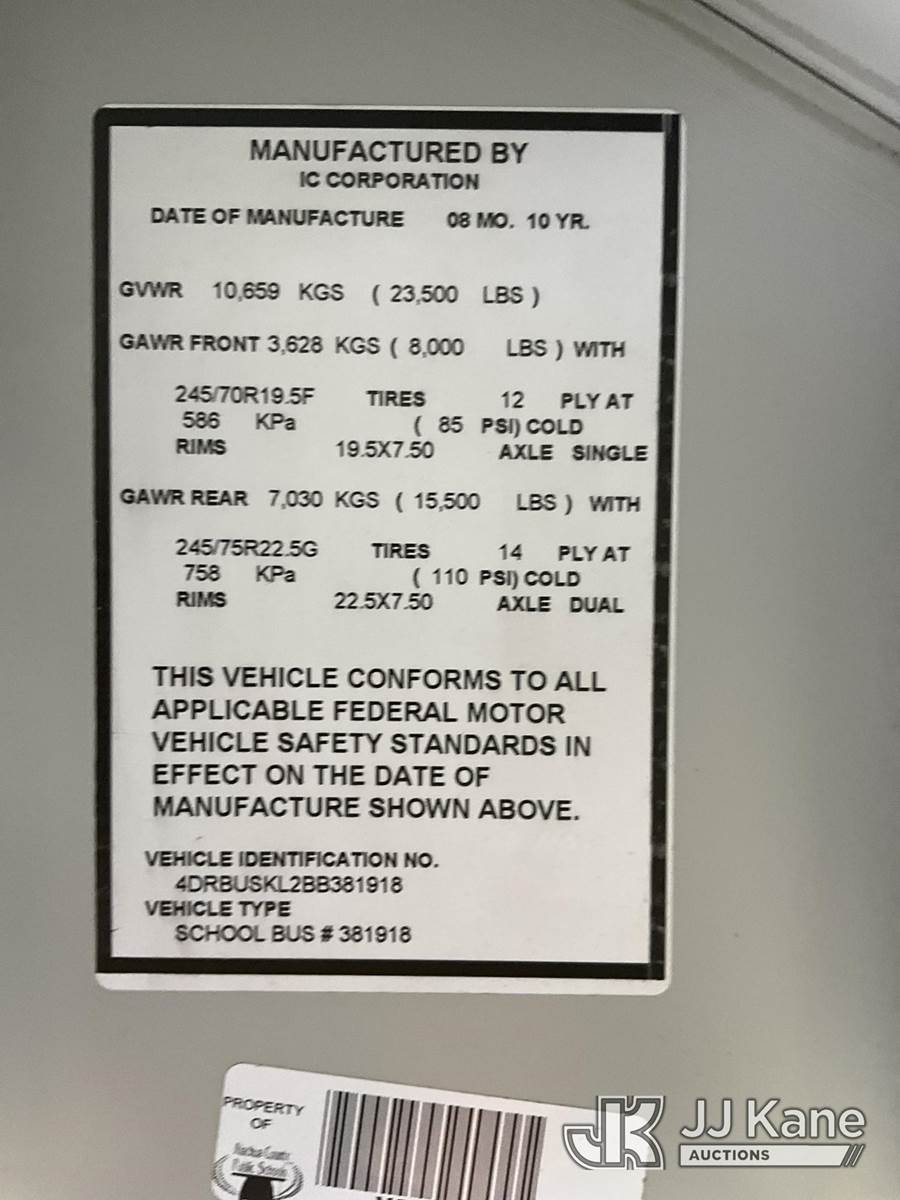 MANUFACTURED BY
IC CORPORATION
DATE OF MANUFACTURE 08 MO. 10 YR.
GVWR 10,659 KGS ( 23,500 LBS )
GAWR FRONT 3,628 KGS ( 8,000 LBS ) WITH
245/70R19.5F TIRES 12 PLY AT
586 KPa ( 85 PSI) COLD
RIMS 19.5X7.50 AXLE SINGLE
GAWR REAR 7,030 KGS ( 15,500 LBS ) WITH
245/75R22.5G TIRES 14 PLY AT
758 KPa ( 110 PSI) COLD
RIMS 22.5X7.50 AXLE DUAL
THIS VEHICLE CONFORMS TO ALL
APPLICABLE FEDERAL MOTOR
VEHICLE SAFETY STANDARDS IN
EFFECT ON THE DATE OF
MANUFACTURE SHOWN ABOVE.
VEHICLE IDENTIFICATION NO.
4DRBUSKL2BB381918
VEHICLE TYPE
SCHOOL BUS # 381918
PROPERTY
OF
County
Public Schools
JK JJ Kane
AUCTIONS